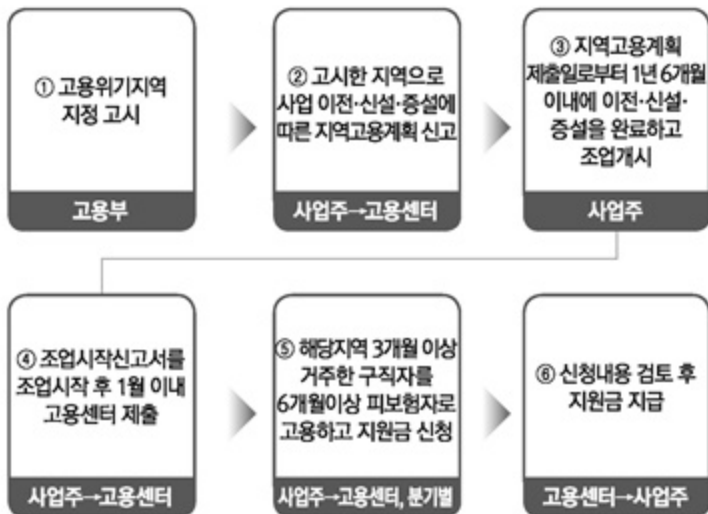 ① 고용위기지역
지정 고시
고용부
② 고시한 지역으로
사업 이전·신설·증설에
따른 지역고용계획 신고
사업주→고용센터
③ 지역고용계획
제출일로부터 1년 6개월
이내에 이전·신설·
증설을 완료하고
조업개시
사업주
④ 조업시작신고서를
조업시작 후 1월 이내
고용센터 제출
사업주→고용센터
⑤ 해당지역 3개월 이상
거주한 구직자를
6개월이상 피보험자로
고용하고 지원금 신청
사업주→고용센터, 분기별
⑥ 신청내용 검토 후
지원금 지급
고용센터→사업주